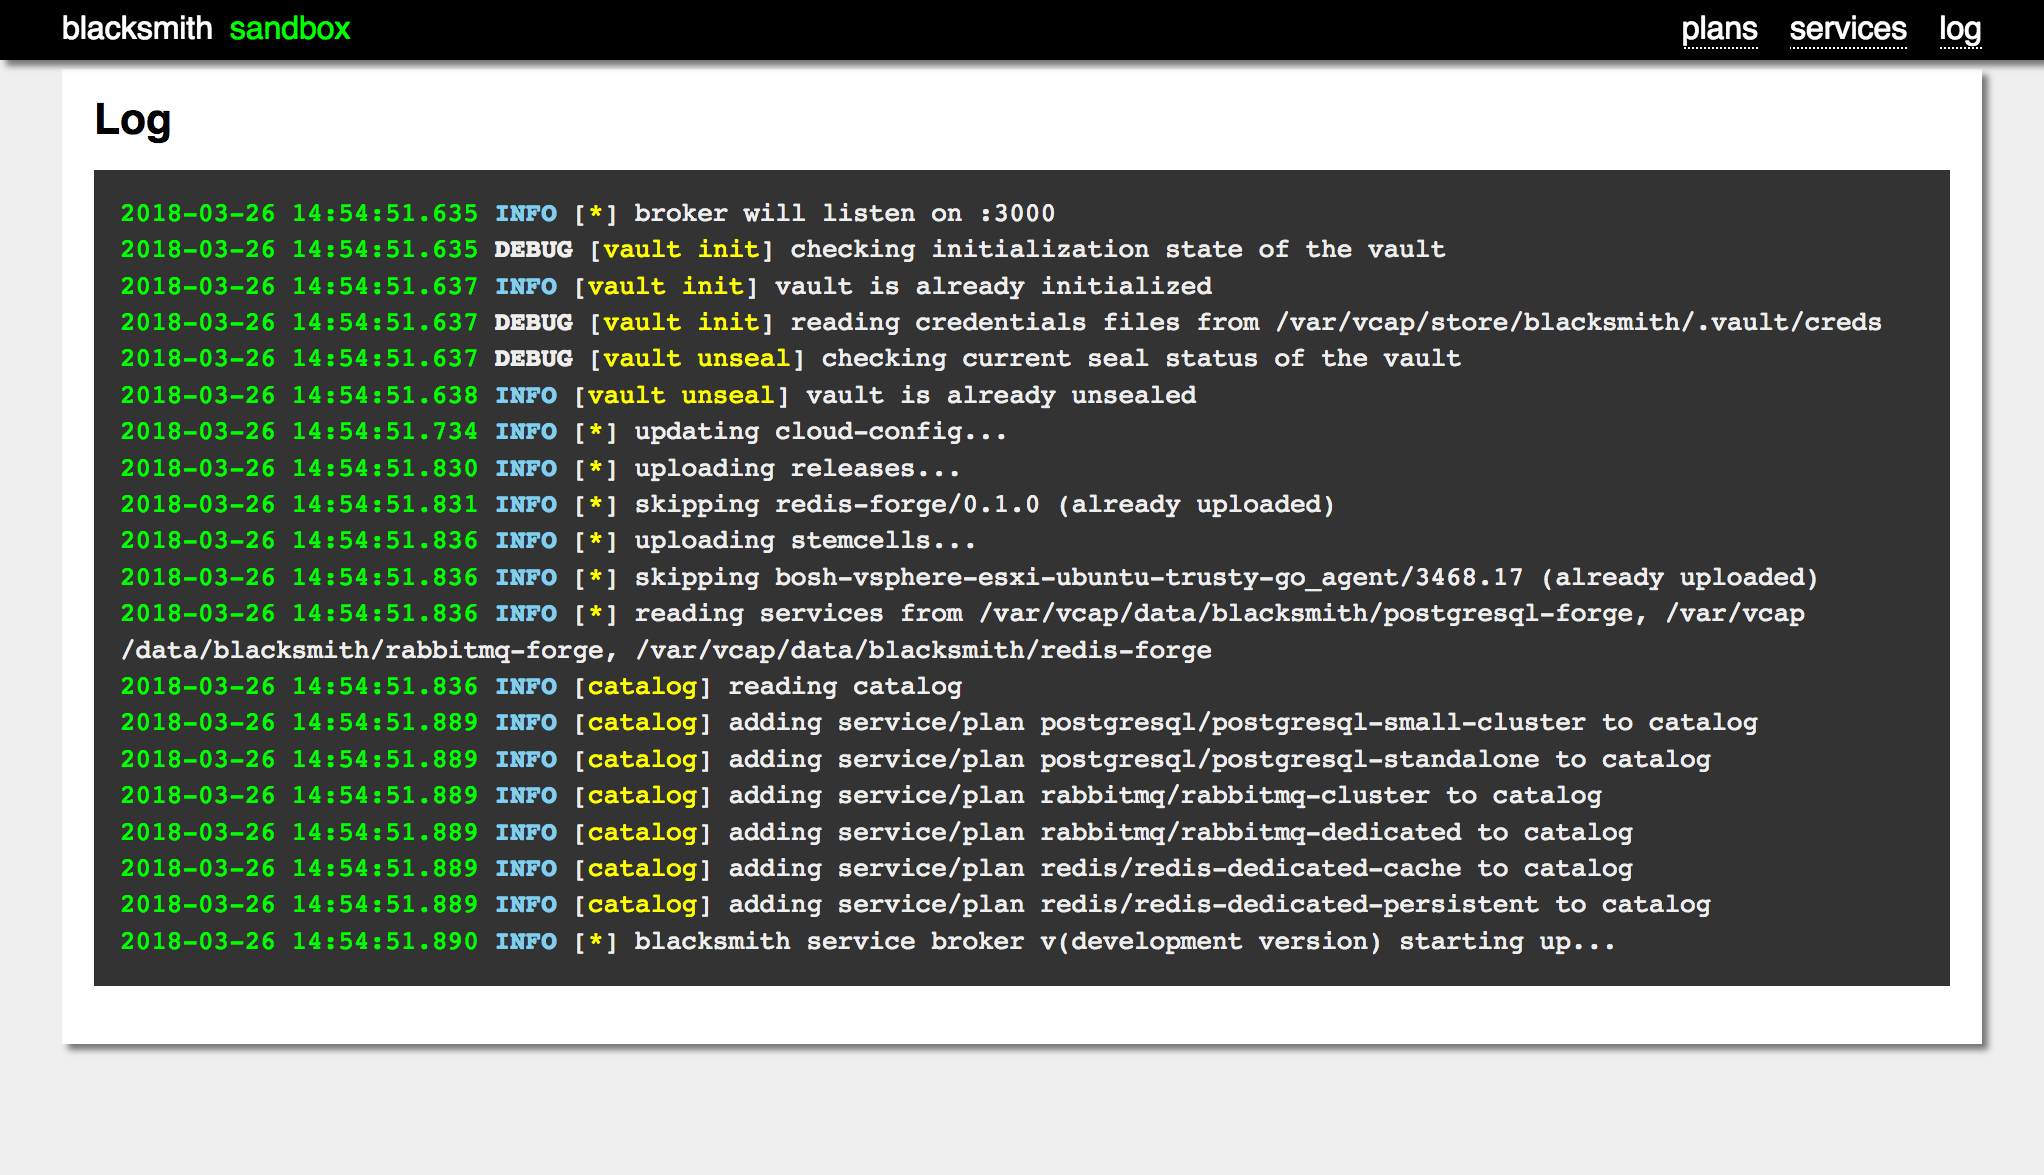 blacksmith sandbox plans services log
Log
2018-03-26 14:54:51.635 INFO [*] broker will listen on :3000
2018-03-26 14:54:51.635 DEBUG [vault init] checking initialization state of the vault
2018-03-26 14:54:51.637 INFO [vault init] vault is already initialized
2018-03-26 14:54:51.637 DEBUG [vault init] reading credentials files from /var/vcap/store/blacksmith/.vault/creds
2018-03-26 14:54:51.637 DEBUG [vault unseal] checking current seal status of the vault
2018-03-26 14:54:51.638 INFO [vault unseal] vault is already unsealed
2018-03-26 14:54:51.734 INFO [*] updating cloud-config...
2018-03-26 14:54:51.830 INFO [*] uploading releases...
2018-03-26 14:54:51.831 INFO [*] skipping redis-forge/0.1.0 (already uploaded)
2018-03-26 14:54:51.836 INFO [*] uploading stemcells...
2018-03-26 14:54:51.836 INFO [*] skipping bosh-vsphere-esxi-ubuntu-trusty-go_agent/3468.17 (already uploaded)
2018-03-26 14:54:51.836 INFO [*] reading services from /var/vcap/data/blacksmith/postgresql-forge, /var/vcap
/data/blacksmith/rabbitmq-forge, /var/vcap/data/blacksmith/redis-forge
2018-03-26 14:54:51.836 INFO [catalog] reading catalog
2018-03-26 14:54:51.889 INFO [catalog] adding service/plan postgresql/postgresql-small-cluster to catalog
2018-03-26 14:54:51.889 INFO [catalog] adding service/plan postgresql/postgresql-standalone to catalog
2018-03-26 14:54:51.889 INFO [catalog] adding service/plan rabbitmq/rabbitmq-cluster to catalog
2018-03-26 14:54:51.889 INFO [catalog] adding service/plan rabbitmq/rabbitmq-dedicated to catalog
2018-03-26 14:54:51.889 INFO [catalog] adding service/plan redis/redis-dedicated-cache to catalog
2018-03-26 14:54:51.889 INFO [catalog] adding service/plan redis/redis-dedicated-persistent to catalog
2018-03-26 14:54:51.890 INFO [*] blacksmith service broker v(development version) starting up...